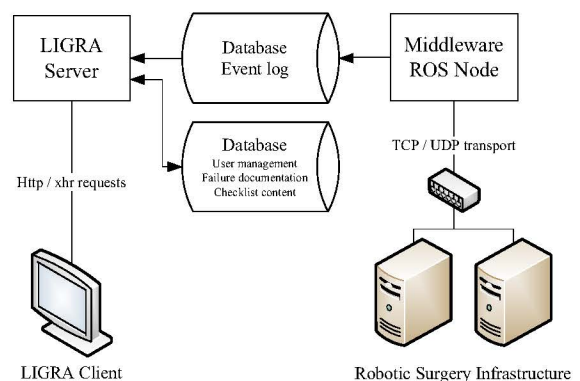 LIGRA
Server
Database
Event log
Middleware
ROS Node
Database
User management
Failure documentation
Checklist content
TCP / UDP transport
Http / xhr requests
LIGRA Client
Robotic Surgery Infrastructure